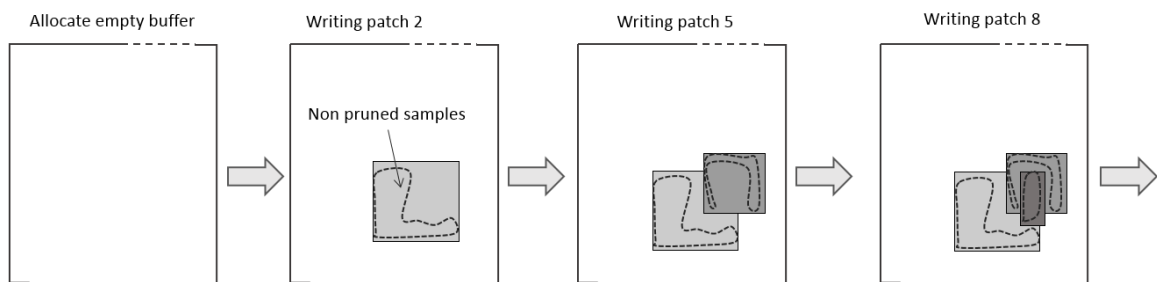 Allocate empty buffer
Writing patch 2
Writing patch 5
Writing patch 8
Non pruned samples